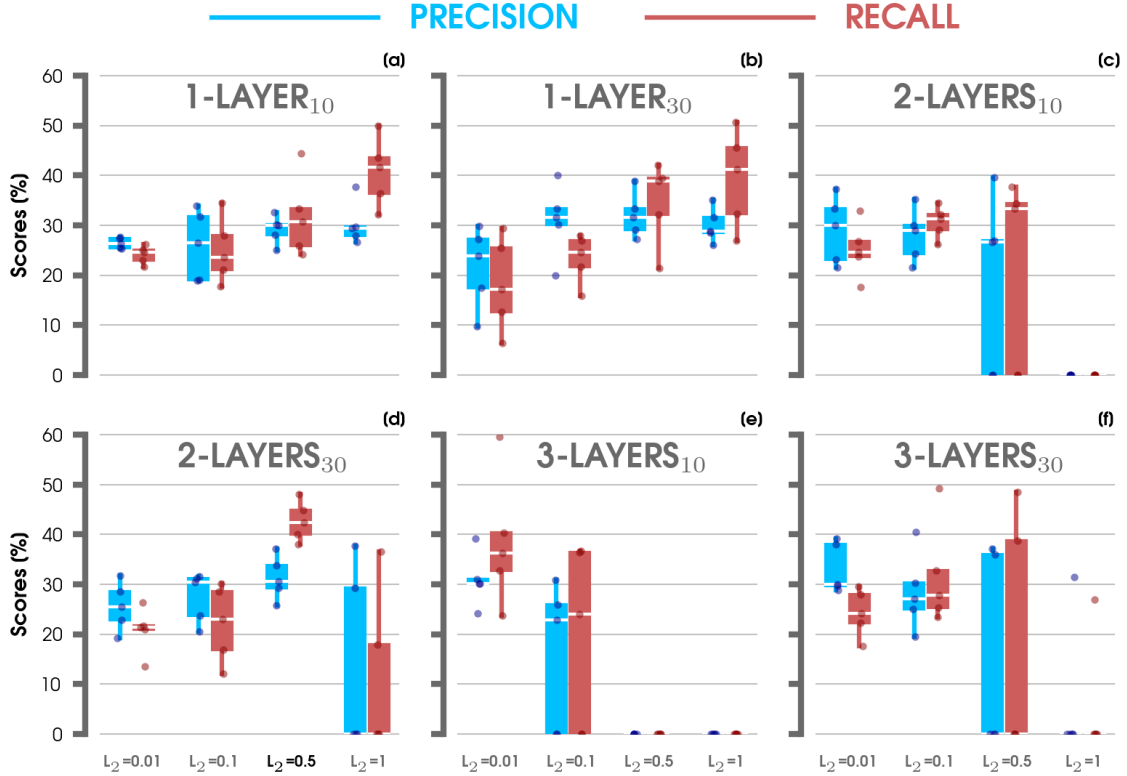 PRECISION RECALL
(a) (b) (c)
1-LAYER₁₀ 1-LAYER₃₀ 2-LAYERS₁₀
Scores (%)
60
50
40
30
20
10
0
(d) (e) (f)
2-LAYERS₃₀ 3-LAYERS₁₀ 3-LAYERS₃₀
Scores (%)
60
50
40
30
20
10
0
L₂=0.01 L₂=0.1 L₂=0.5 L₂=1 L₂=0.01 L₂=0.1 L₂=0.5 L₂=1 L₂=0.01 L₂=0.1 L₂=0.5 L₂=1